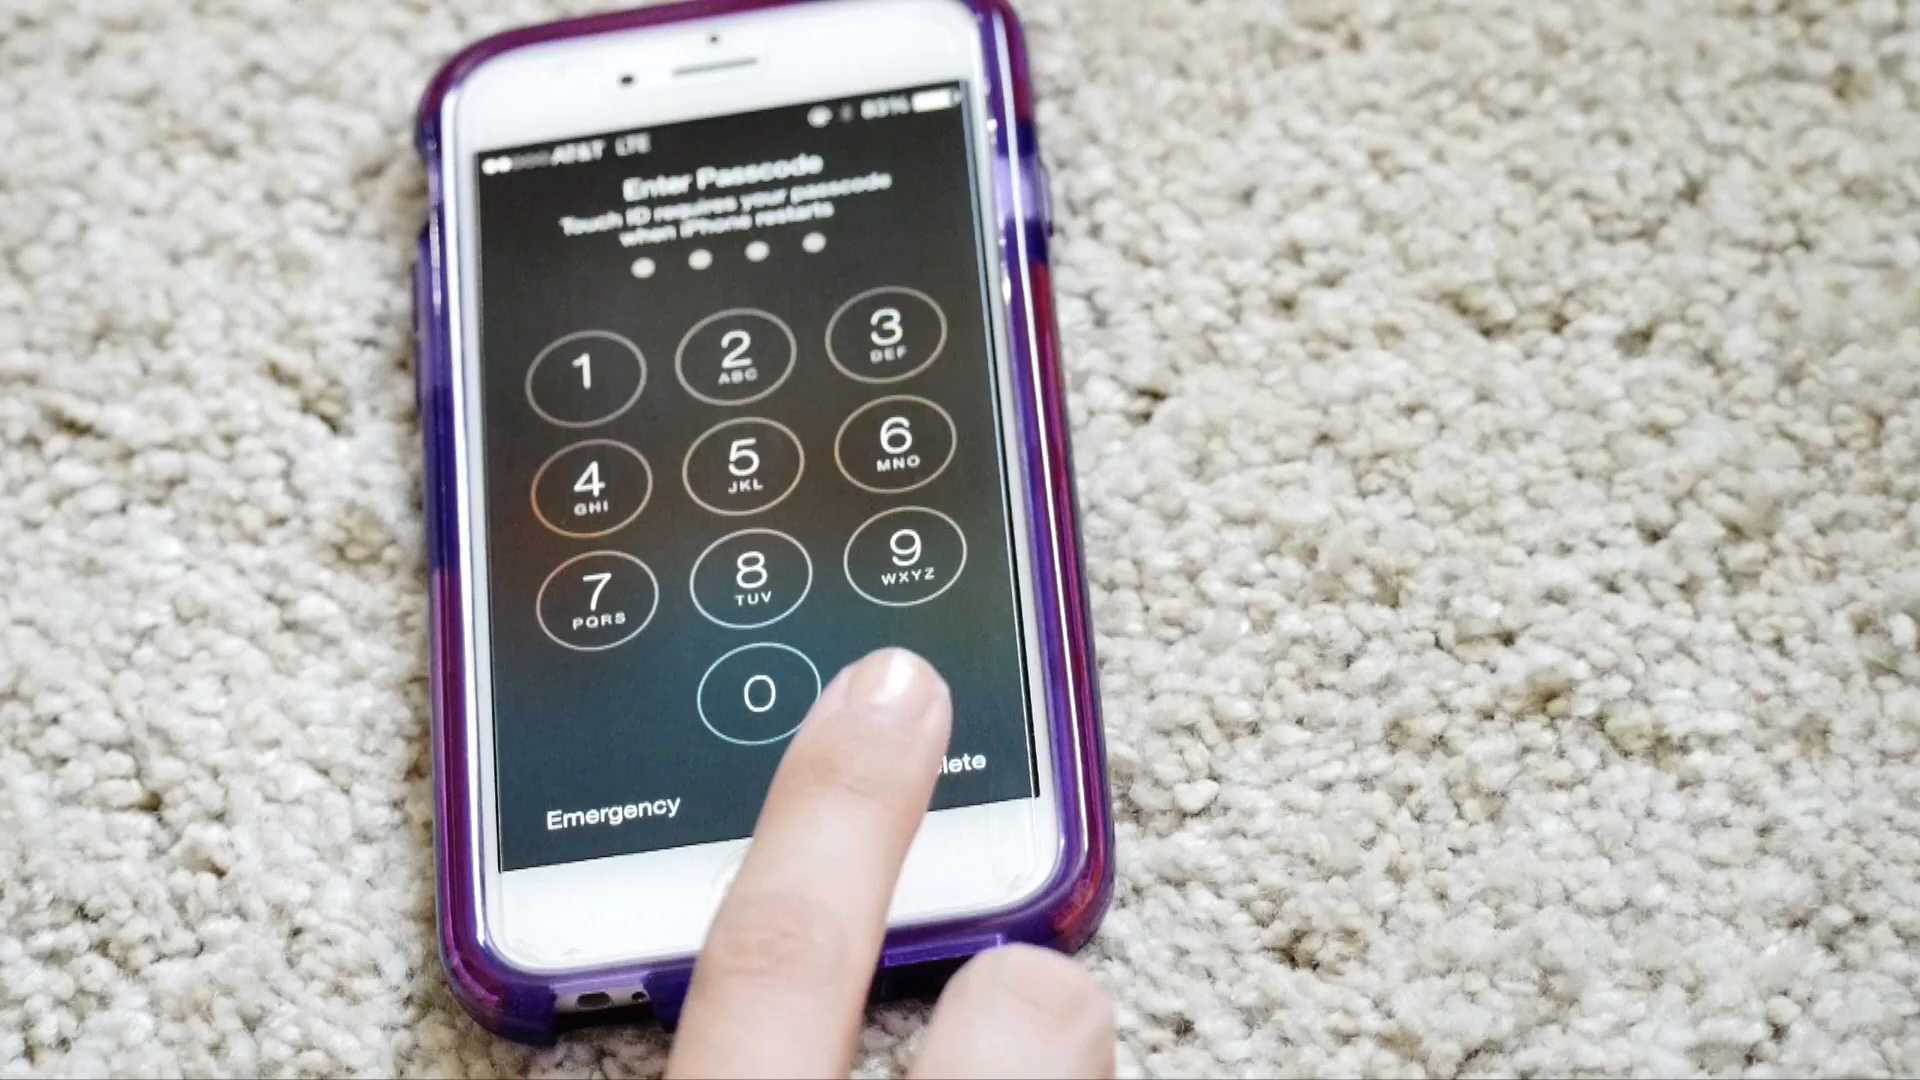 AT&T LTE 83%
Enter Passcode
Touch ID requires your passcode
when iPhone restarts
1 2 3
ABC DEF
4 5 6
GHI JKL MNO
7 8 9
PQRS TUV WXYZ
0
Emergency